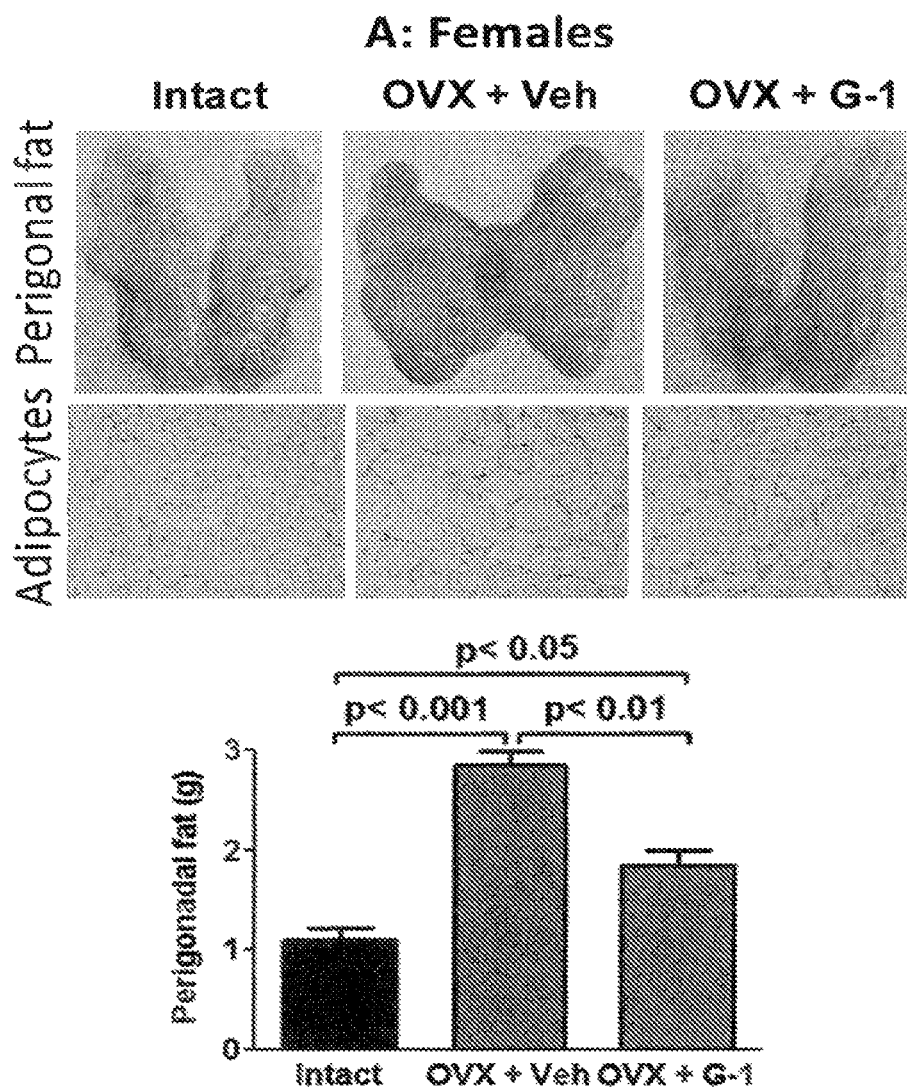 A: Females
Intact OVX + Veh OVX + G-1
Perigonal fat
Adipocytes
p< 0.05
p< 0.001 p< 0.01
Perigonadal fat (g)
3
2
1
0
Intact OVX + Veh OVX + G-1